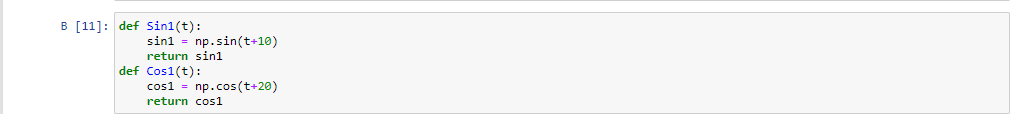 В [11]: def Sin1(t):
    sin1 = np.sin(t+10)
    return sin1
def Cos1(t):
    cos1 = np.cos(t+20)
    return cos1